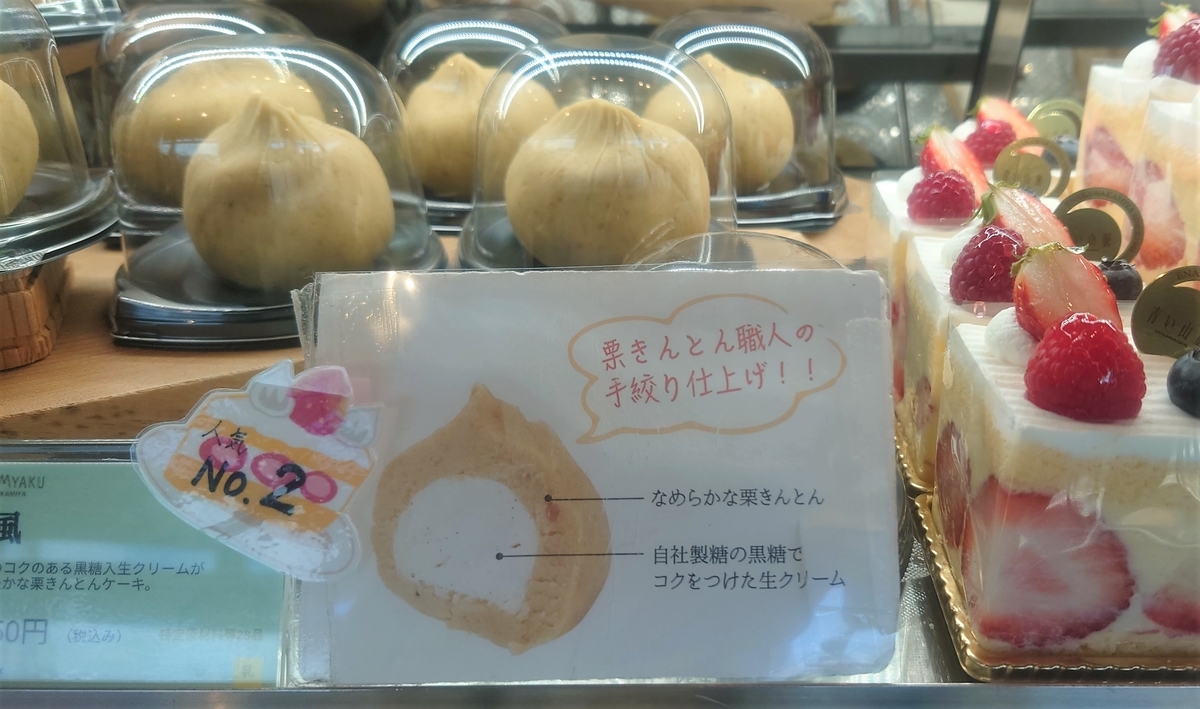 栗きんとん職人の
手絞り仕上げ！！
人気
No.2
なめらかな栗きんとん
自社製糖の黒糖で
コクをつけた生クリーム
MYAKU
風
コクのある黒糖入生クリームが
かな栗きんとんケーキ。
50円 (税込み)